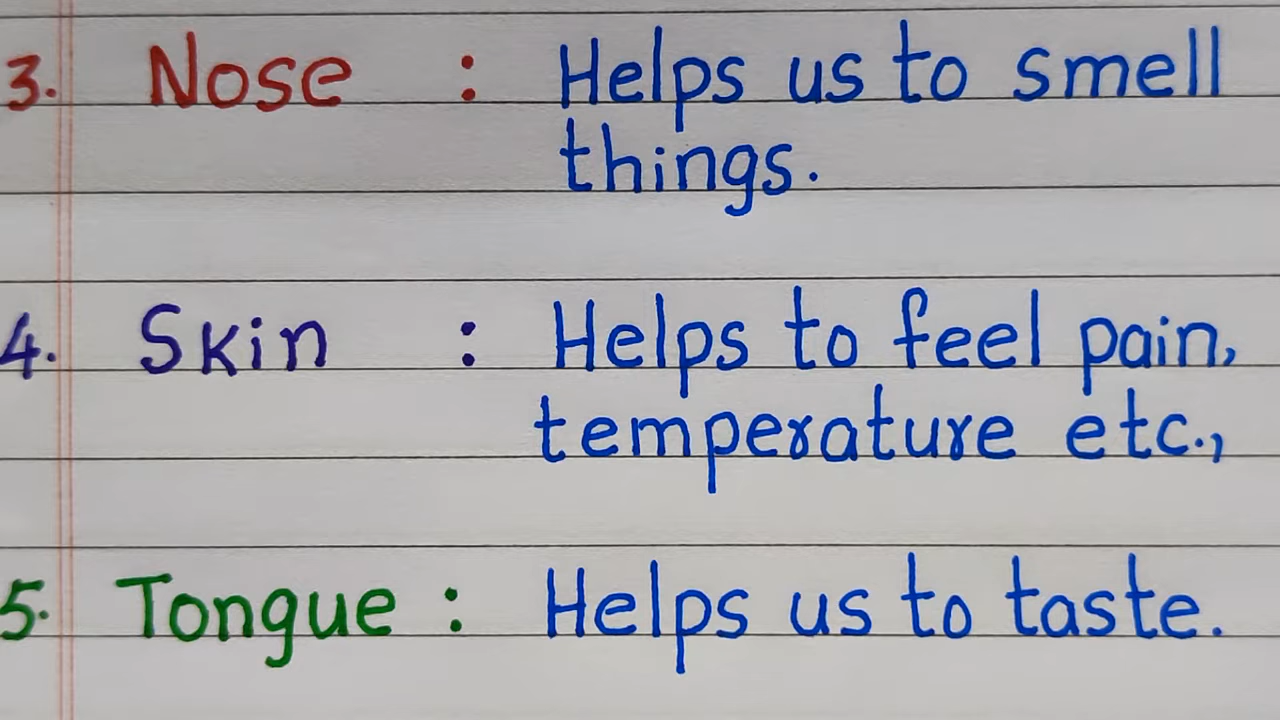 3. Nose : Helps us to smell
things.
4. Skin : Helps to feel pain,
temperature etc.,
5. Tongue : Helps us to taste.